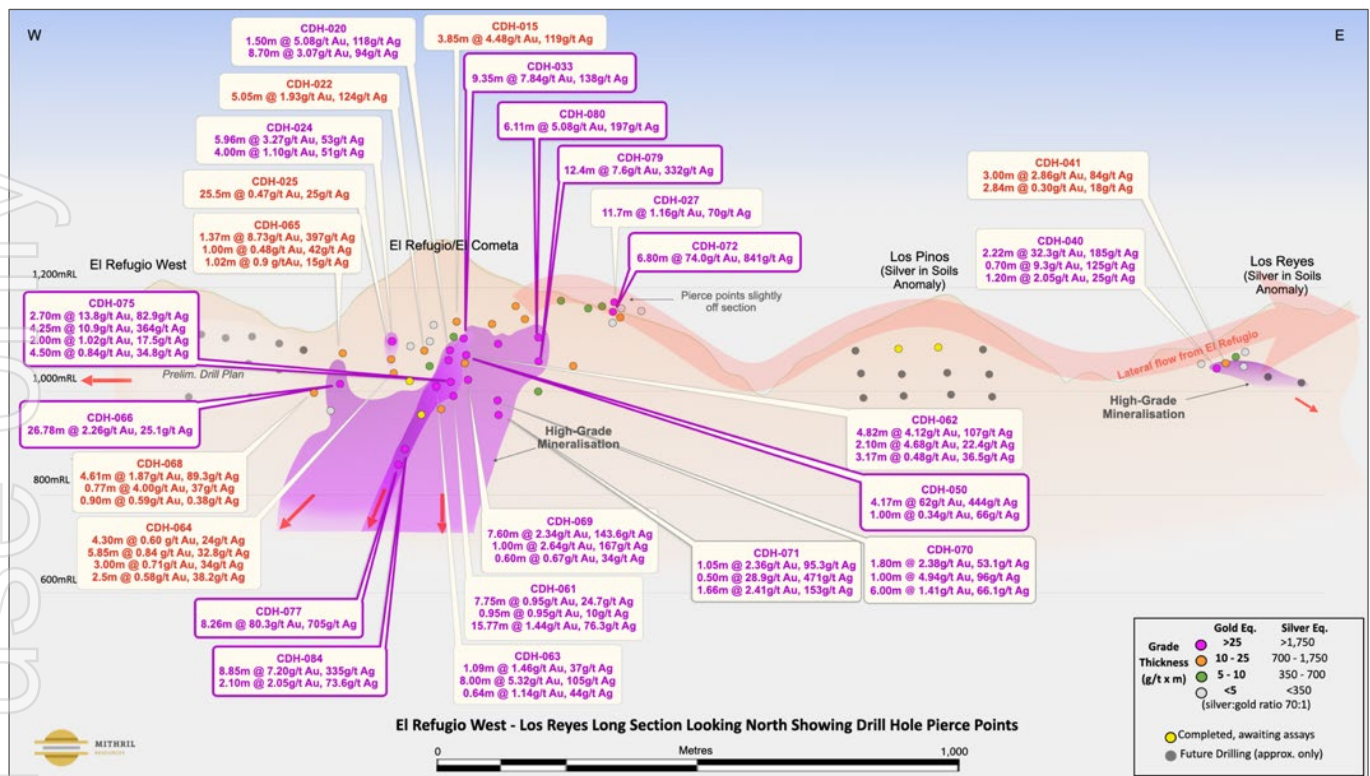 W
E
CDH-020
1.50m @ 5.08g/t Au, 118g/t Ag
8.70m @ 3.07g/t Au, 94g/t Ag
CDH-015
3.85m @ 4.48g/t Au, 119g/t Ag
CDH-033
9.35m @ 7.84g/t Au, 138g/t Ag
CDH-022
5.05m @ 1.93g/t Au, 124g/t Ag
CDH-080
6.11m @ 5.08g/t Au, 197g/t Ag
CDH-024
5.96m @ 3.27g/t Au, 53g/t Ag
4.00m @ 1.10g/t Au, 51g/t Ag
CDH-079
12.4m @ 7.6g/t Au, 332g/t Ag
CDH-041
3.00m @ 2.86g/t Au, 84g/t Ag
2.84m @ 0.30g/t Au, 18g/t Ag
CDH-025
25.5m @ 0.47g/t Au, 25g/t Ag
CDH-027
11.7m @ 1.16g/t Au, 70g/t Ag
CDH-065
1.37m @ 8.73g/t Au, 397g/t Ag
1.00m @ 0.48g/t Au, 42g/t Ag
1.02m @ 0.9 g/tAu, 15g/t Ag
El Refugio/El Cometa
CDH-072
6.80m @ 74.0g/t Au, 841g/t Ag
CDH-040
2.22m @ 32.3g/t Au, 185g/t Ag
0.70m @ 9.3g/t Au, 125g/t Ag
1.20m @ 2.05g/t Au, 25g/t Ag
El Refugio West
Los Pinos
(Silver in Soils
Anomaly)
Los Reyes
(Silver in Soils
Anomaly)
1,200mRL
Pierce points slightly
off section
CDH-075
2.70m @ 13.8g/t Au, 82.9g/t Ag
4.25m @ 10.9g/t Au, 364g/t Ag
2.00m @ 1.02g/t Au, 17.5g/t Ag
4.50m @ 0.84g/t Au, 34.8g/t Ag
Lateral flow from El Refugio
Prelim. Drill Plan
1,000mRL
High-Grade
Mineralisation
CDH-066
26.78m @ 2.26g/t Au, 25.1g/t Ag
High-Grade
Mineralisation
CDH-062
4.82m @ 4.12g/t Au, 107g/t Ag
2.10m @ 4.68g/t Au, 22.4g/t Ag
3.17m @ 0.48g/t Au, 36.5g/t Ag
CDH-068
4.61m @ 1.87g/t Au, 89.3g/t Ag
0.77m @ 4.00g/t Au, 37g/t Ag
0.90m @ 0.59g/t Au, 0.38g/t Ag
800mRL
CDH-050
4.17m @ 62g/t Au, 444g/t Ag
1.00m @ 0.34g/t Au, 66g/t Ag
CDH-064
4.30m @ 0.60 g/t Au, 24g/t Ag
5.85m @ 0.84 g/t Au, 32.8g/t Ag
3.00m @ 0.71g/t Au, 34g/t Ag
2.5m @ 0.58g/t Au, 38.2g/t Ag
CDH-069
7.60m @ 2.34g/t Au, 143.6g/t Ag
1.00m @ 2.64g/t Au, 167g/t Ag
0.60m @ 0.67g/t Au, 34g/t Ag
CDH-071
1.05m @ 2.36g/t Au, 95.3g/t Ag
0.50m @ 28.9g/t Au, 471g/t Ag
1.66m @ 2.41g/t Au, 153g/t Ag
CDH-070
1.80m @ 2.38g/t Au, 53.1g/t Ag
1.00m @ 4.94g/t Au, 96g/t Ag
6.00m @ 1.41g/t Au, 66.1g/t Ag
600mRL
CDH-061
7.75m @ 0.95g/t Au, 24.7g/t Ag
0.95m @ 0.95g/t Au, 10g/t Ag
15.77m @ 1.44g/t Au, 76.3g/t Ag
CDH-077
8.26m @ 80.3g/t Au, 705g/t Ag
CDH-084
8.85m @ 7.20g/t Au, 335g/t Ag
2.10m @ 2.05g/t Au, 73.6g/t Ag
CDH-063
1.09m @ 1.46g/t Au, 37g/t Ag
8.00m @ 5.32g/t Au, 105g/t Ag
0.64m @ 1.14g/t Au, 44g/t Ag
Gold Eq. Silver Eq.
Grade >25 >1,750
Thickness 10 - 25 700 - 1,750
(g/t x m) 5 - 10 350 - 700
<5 <350
(silver:gold ratio 70:1)
Completed, awaiting assays
Future Drilling (approx. only)
El Refugio West - Los Reyes Long Section Looking North Showing Drill Hole Pierce Points
MITHRIL
RESOURCES
0 Metres 1,000